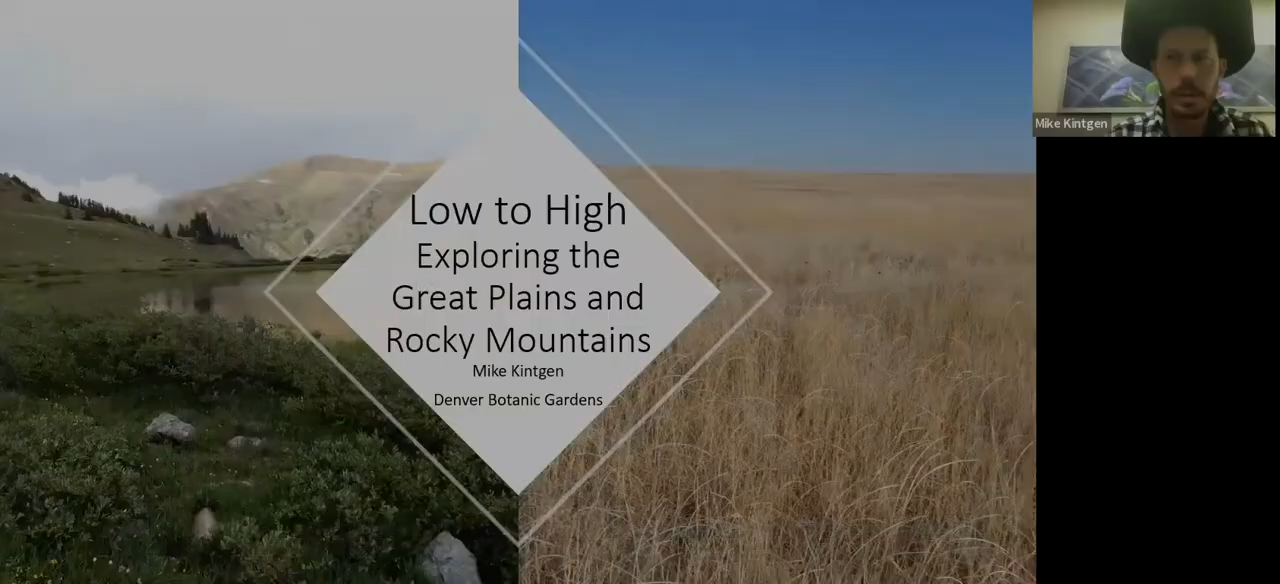 Low to High
Exploring the
Great Plains and
Rocky Mountains
Mike Kintgen
Denver Botanic Gardens
Mike Kintgen